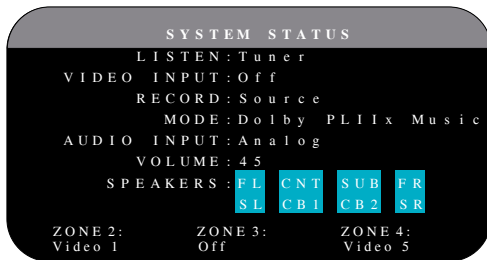 SYSTEM STATUS
LISTEN:Tuner
VIDEO INPUT:Off
RECORD:Source
MODE:Dolby PLIIx Music
AUDIO INPUT:Analog
VOLUME:45
SPEAKERS:FL CNT SUB FR
SL CB1 CB2 SR
ZONE 2: ZONE 3: ZONE 4:
Video 1 Off Video 5